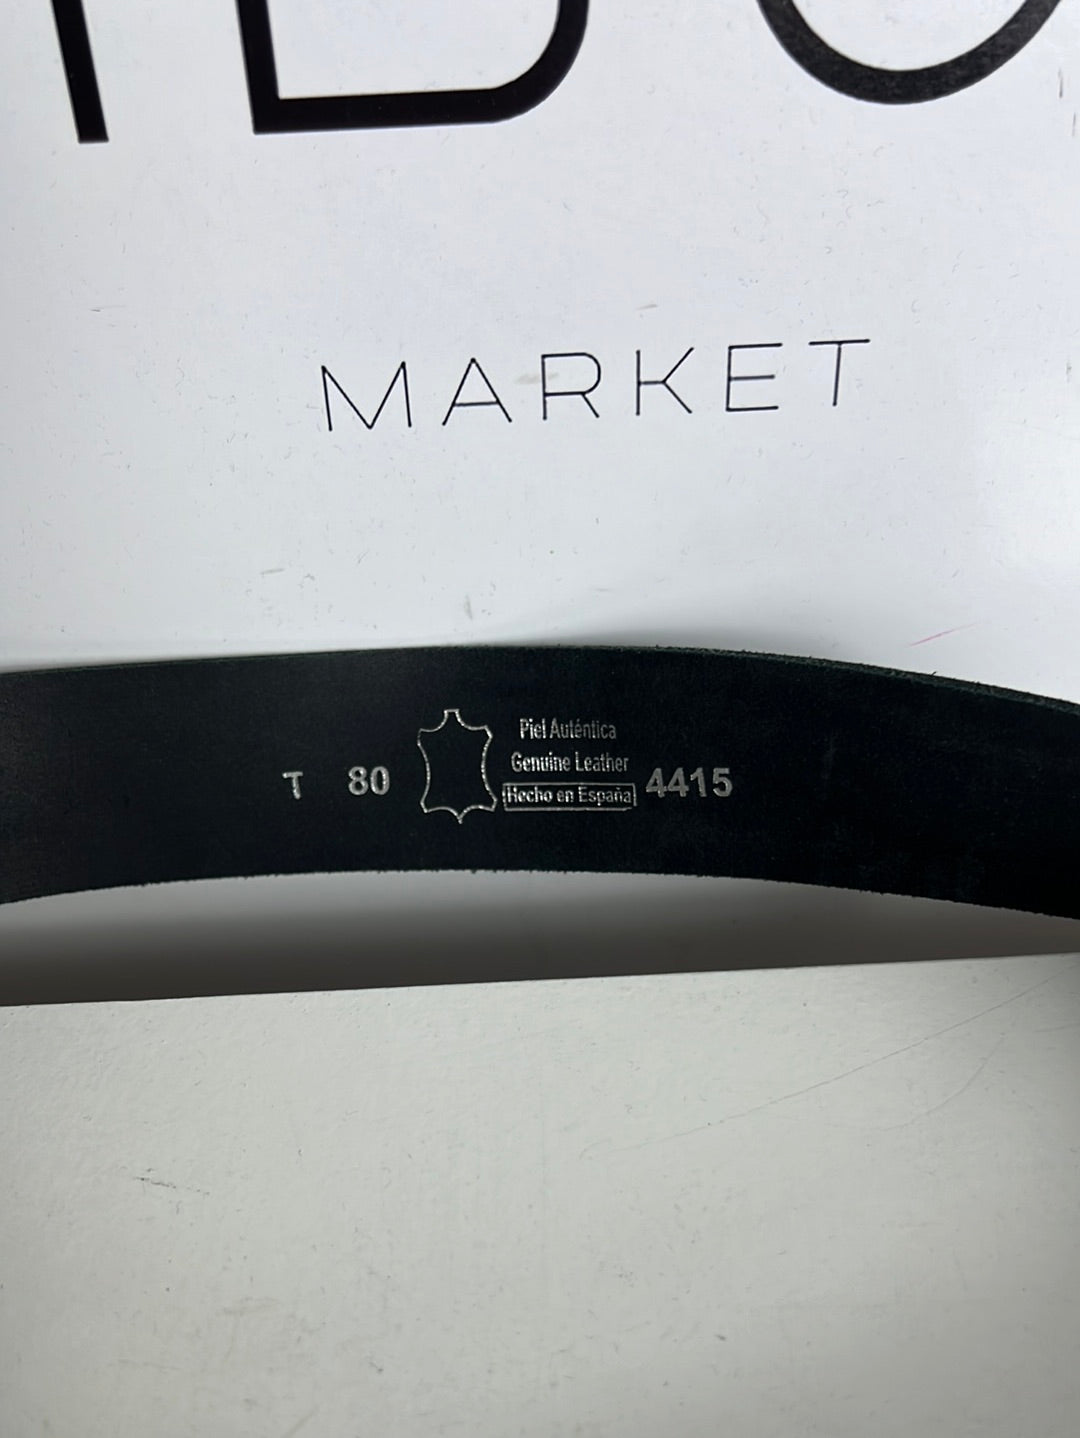 MARKET
T 80
Piel Auténtica
Genuine Leather
Hecho en España
4415